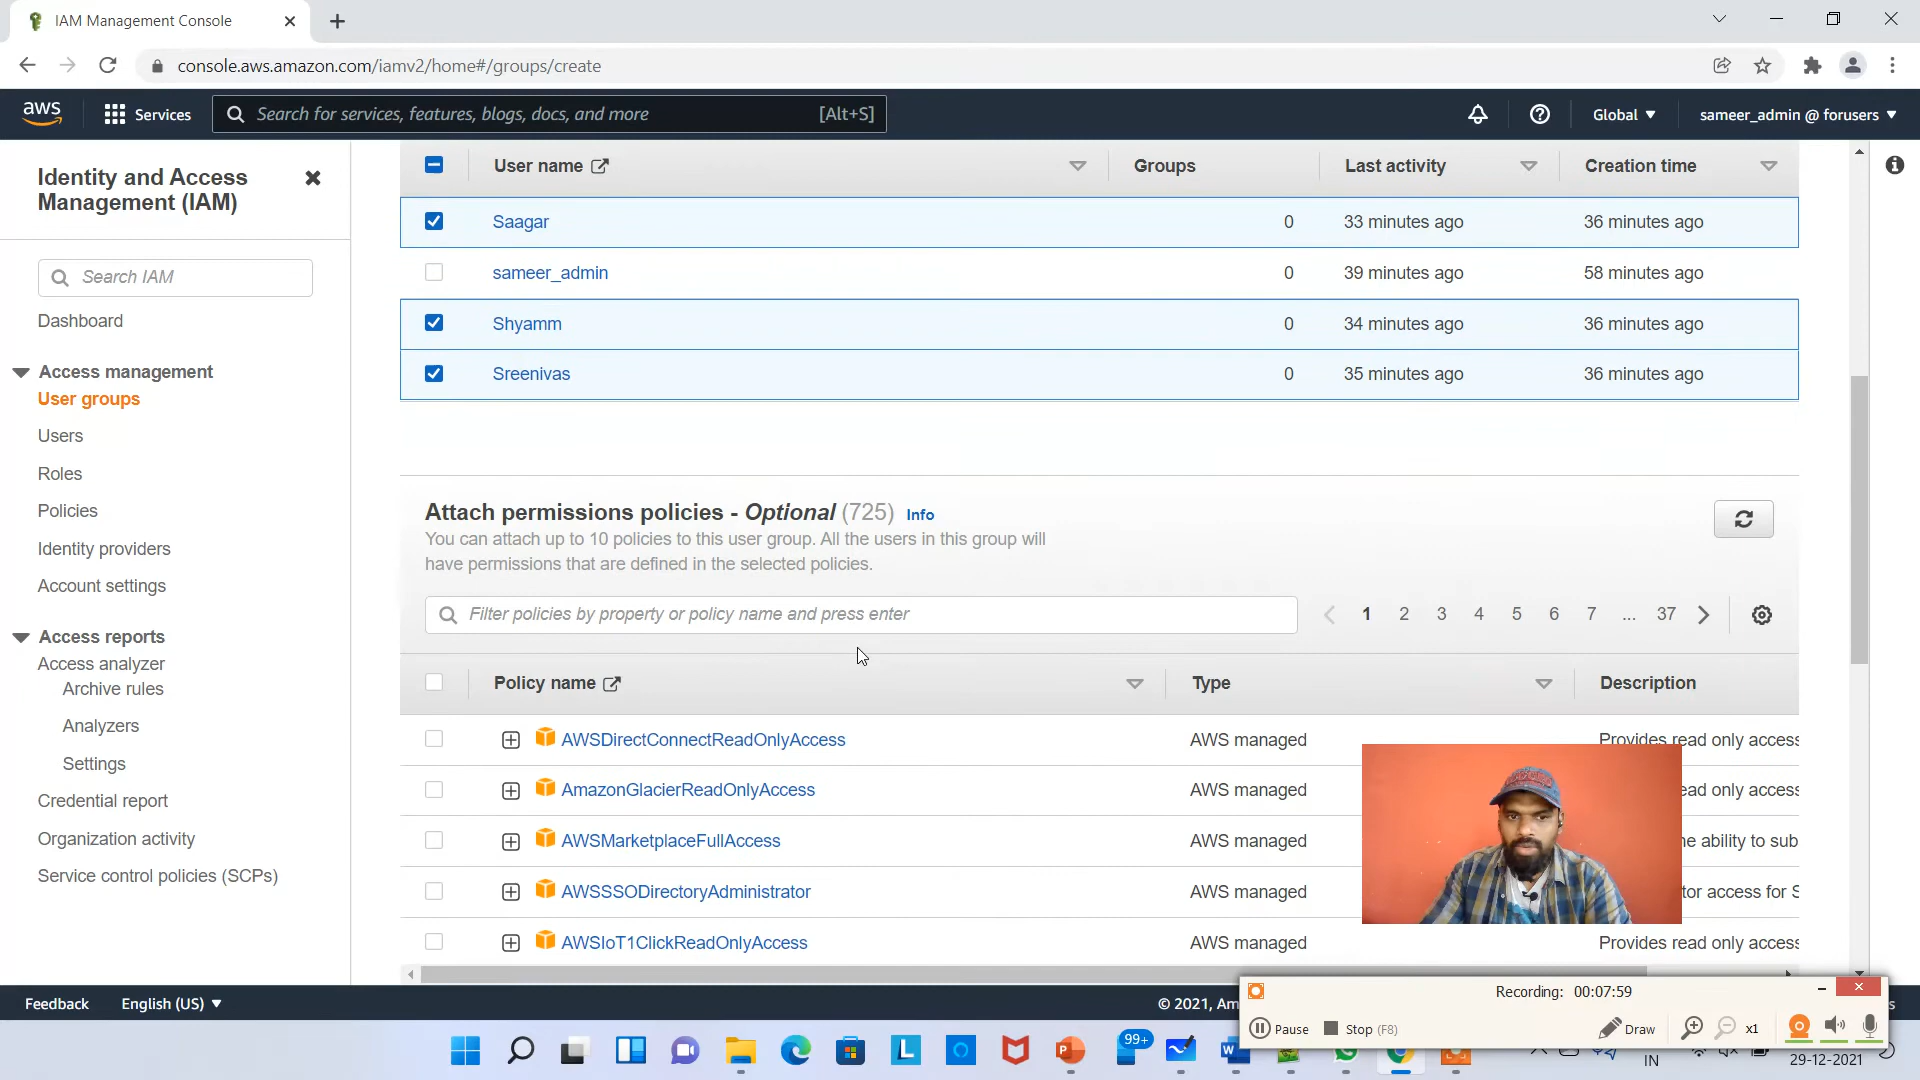 IAM Management Console
console.aws.amazon.com/iamv2/home#/groups/create
aws
Services
Search for services, features, blogs, docs, and more
[Alt+S]
Global
sameer_admin @ forusers
Identity and Access
Management (IAM)
Search IAM
Dashboard
Access management
User groups
Users
Roles
Policies
Identity providers
Account settings
Access reports
Access analyzer
Archive rules
Analyzers
Settings
Credential report
Organization activity
Service control policies (SCPs)
User name Groups Last activity Creation time
Saagar 0 33 minutes ago 36 minutes ago
sameer_admin 0 39 minutes ago 58 minutes ago
Shyamm 0 34 minutes ago 36 minutes ago
Sreenivas 0 35 minutes ago 36 minutes ago
Attach permissions policies - Optional (725) Info
You can attach up to 10 policies to this user group. All the users in this group will
have permissions that are defined in the selected policies.
Filter policies by property or policy name and press enter
1 2 3 4 5 6 7 ... 37
Policy name Type Description
AWSDirectConnectReadOnlyAccess AWS managed Provides read only access
AmazonGlacierReadOnlyAccess AWS managed ead only access
AWSMarketplaceFullAccess AWS managed he ability to sub
AWSSSODirectoryAdministrator AWS managed tor access for S
AWSIoT1ClickReadOnlyAccess AWS managed Provides read only access
Feedback English (US) © 2021, Am
Recording: 00:07:59
Pause Stop (F8) Draw x1
99+
IN
29-12-2021